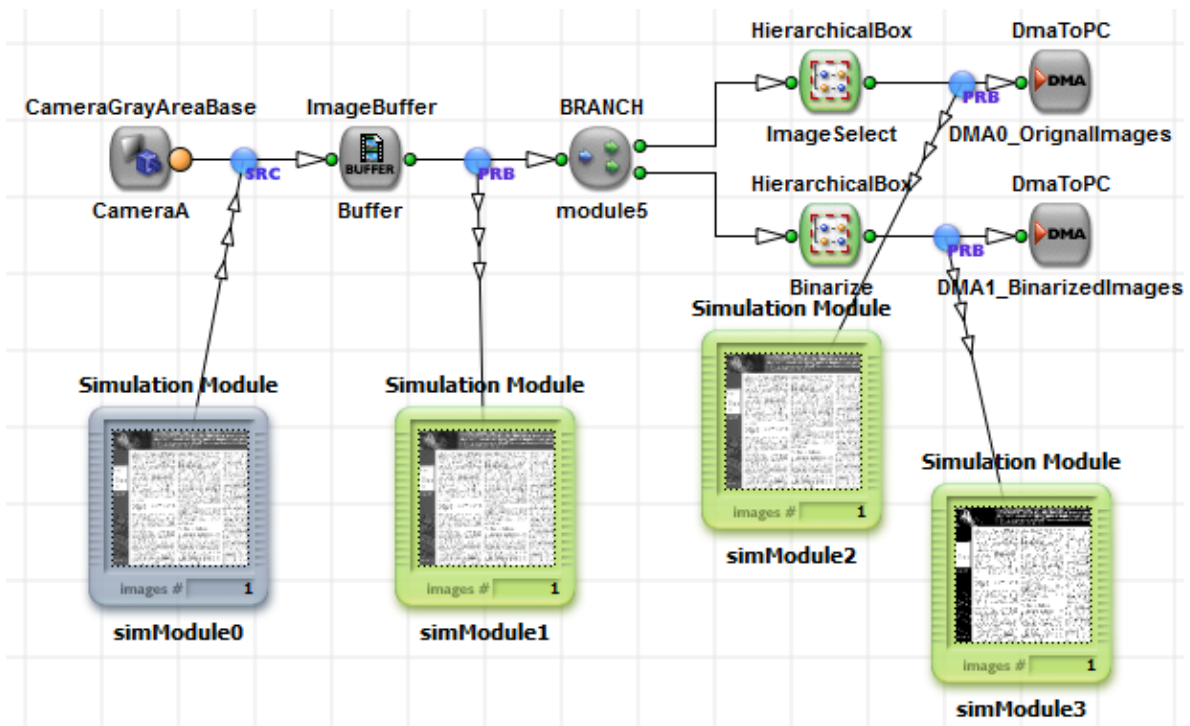 HierarchicalBox DmaToPC
CameraGrayAreaBase ImageBuffer BRANCH
PRB DMA
ImageSelect DMA0_OrignalImages
BUFFER
SRC PRB HierarchicalBox DmaToPC
CameraA Buffer module5
PRB DMA
Binarize DMA1_BinarizedImages
Simulation Module
Simulation Module Simulation Module
Simulation Module
images # 1
simModule2
images # 1 images # 1
simModule0 simModule1
images # 1
simModule3